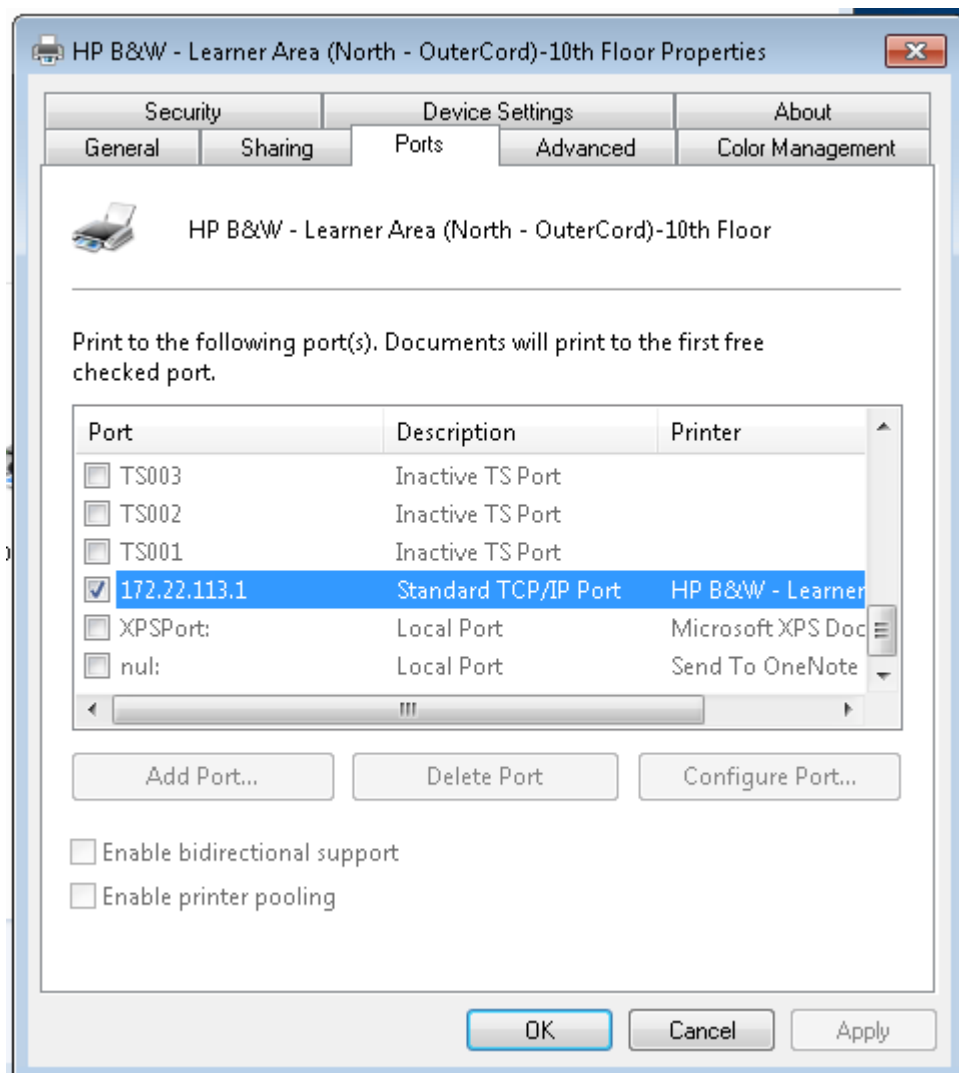 HP B&W - Learner Area (North - OuterCord)-10th Floor Properties
Security Device Settings About
General Sharing Ports Advanced Color Management
HP B&W - Learner Area (North - OuterCord)-10th Floor
Print to the following port(s). Documents will print to the first free
checked port.
Port Description Printer
TS003 Inactive TS Port
TS002 Inactive TS Port
TS001 Inactive TS Port
172.22.113.1 Standard TCP/IP Port HP B&W - Learner
XPSPort: Local Port Microsoft XPS Doc
nul: Local Port Send To OneNote
Add Port... Delete Port Configure Port...
Enable bidirectional support
Enable printer pooling
OK Cancel Apply